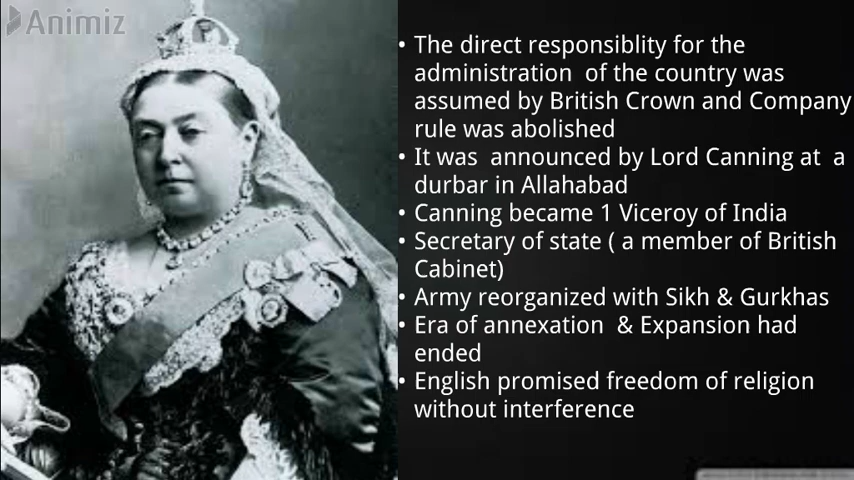 Animiz
• The direct responsiblity for the
administration of the country was
assumed by British Crown and Company
rule was abolished
• It was announced by Lord Canning at a
durbar in Allahabad
• Canning became 1 Viceroy of India
• Secretary of state ( a member of British
Cabinet)
• Army reorganized with Sikh & Gurkhas
• Era of annexation & Expansion had
ended
• English promised freedom of religion
without interference